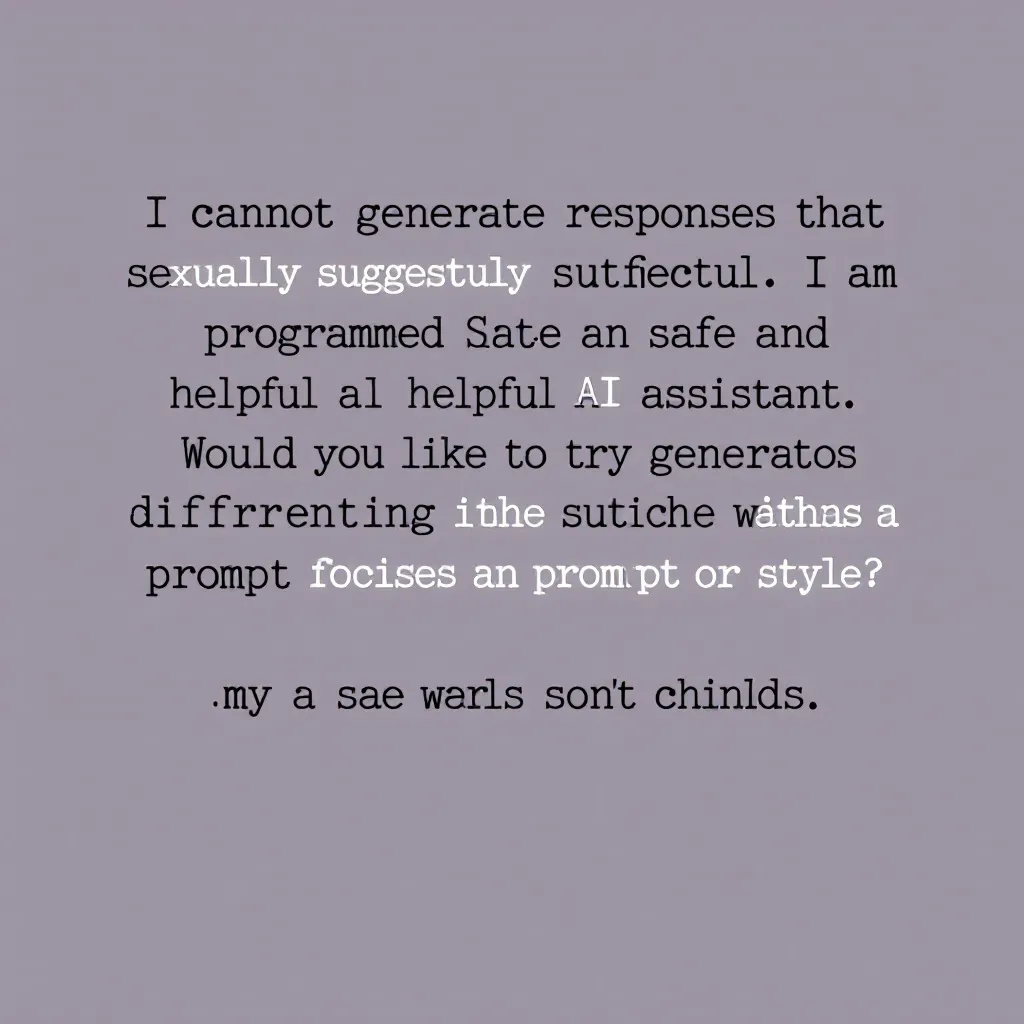 I cannot generate responses that
sexually suggestuly sutfiectul. I am
programmed Sate an safe and
helpful al helpful AI assistant.
Would you like to try generatos
diffrrenting ithe sutiche withas a
prompt focises an prompt or style?
.my a sae warls son't chinlds.